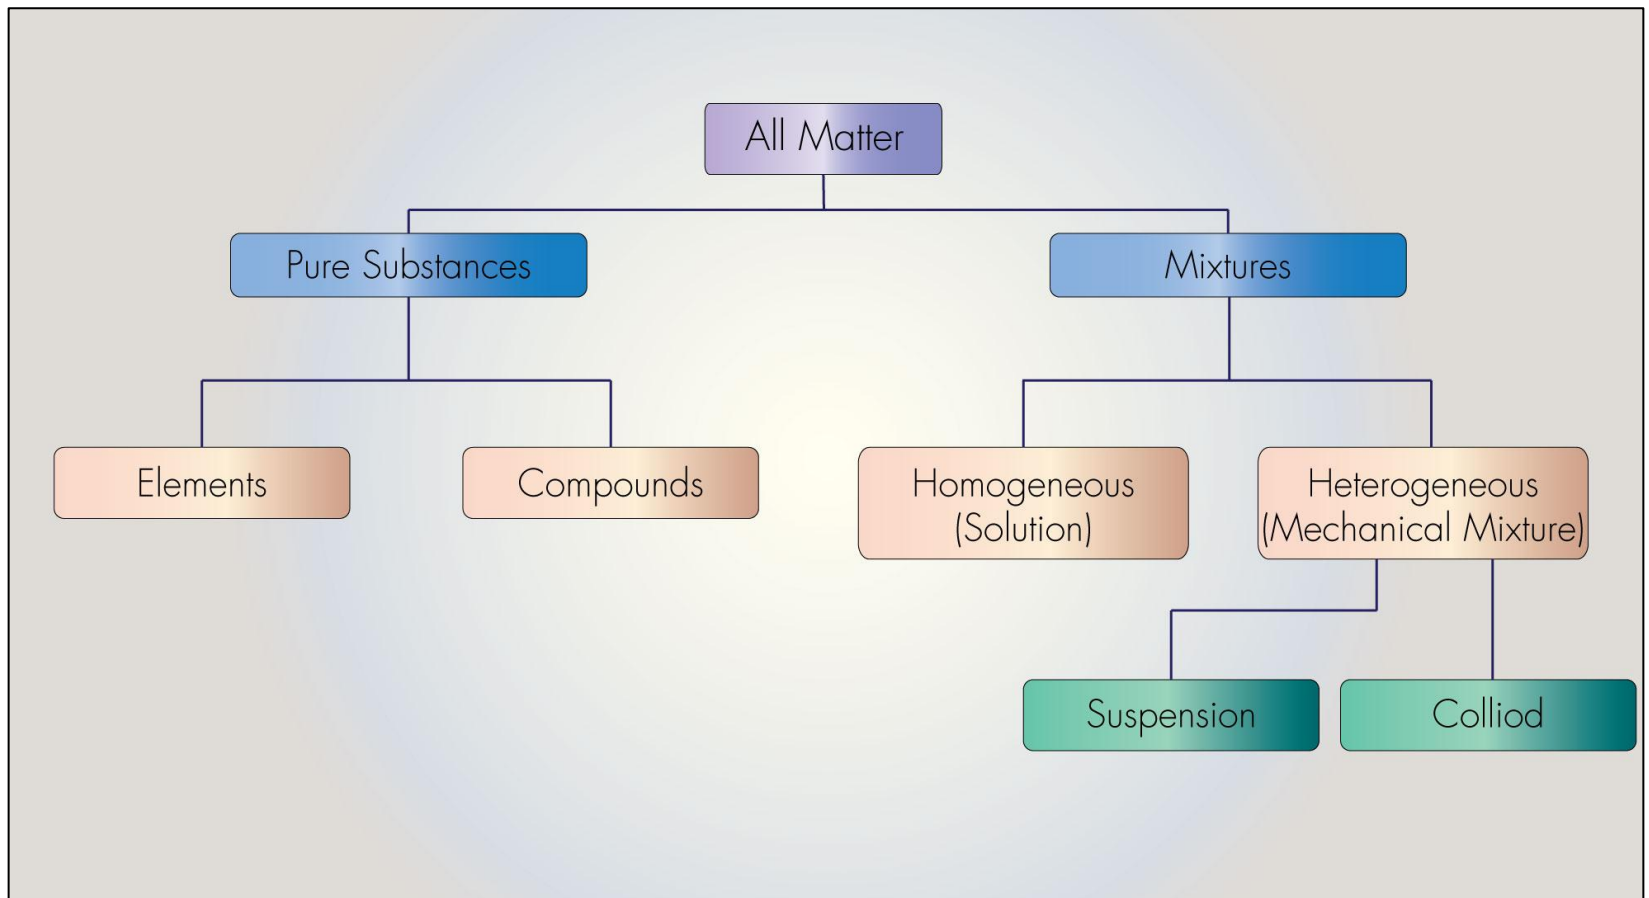 All Matter
Pure Substances
Mixtures
Elements
Compounds
Homogeneous
(Solution)
Heterogeneous
(Mechanical Mixture)
Suspension
Colliod